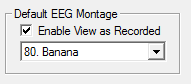 Default EEG Montage
Enable View as Recorded
80. Banana